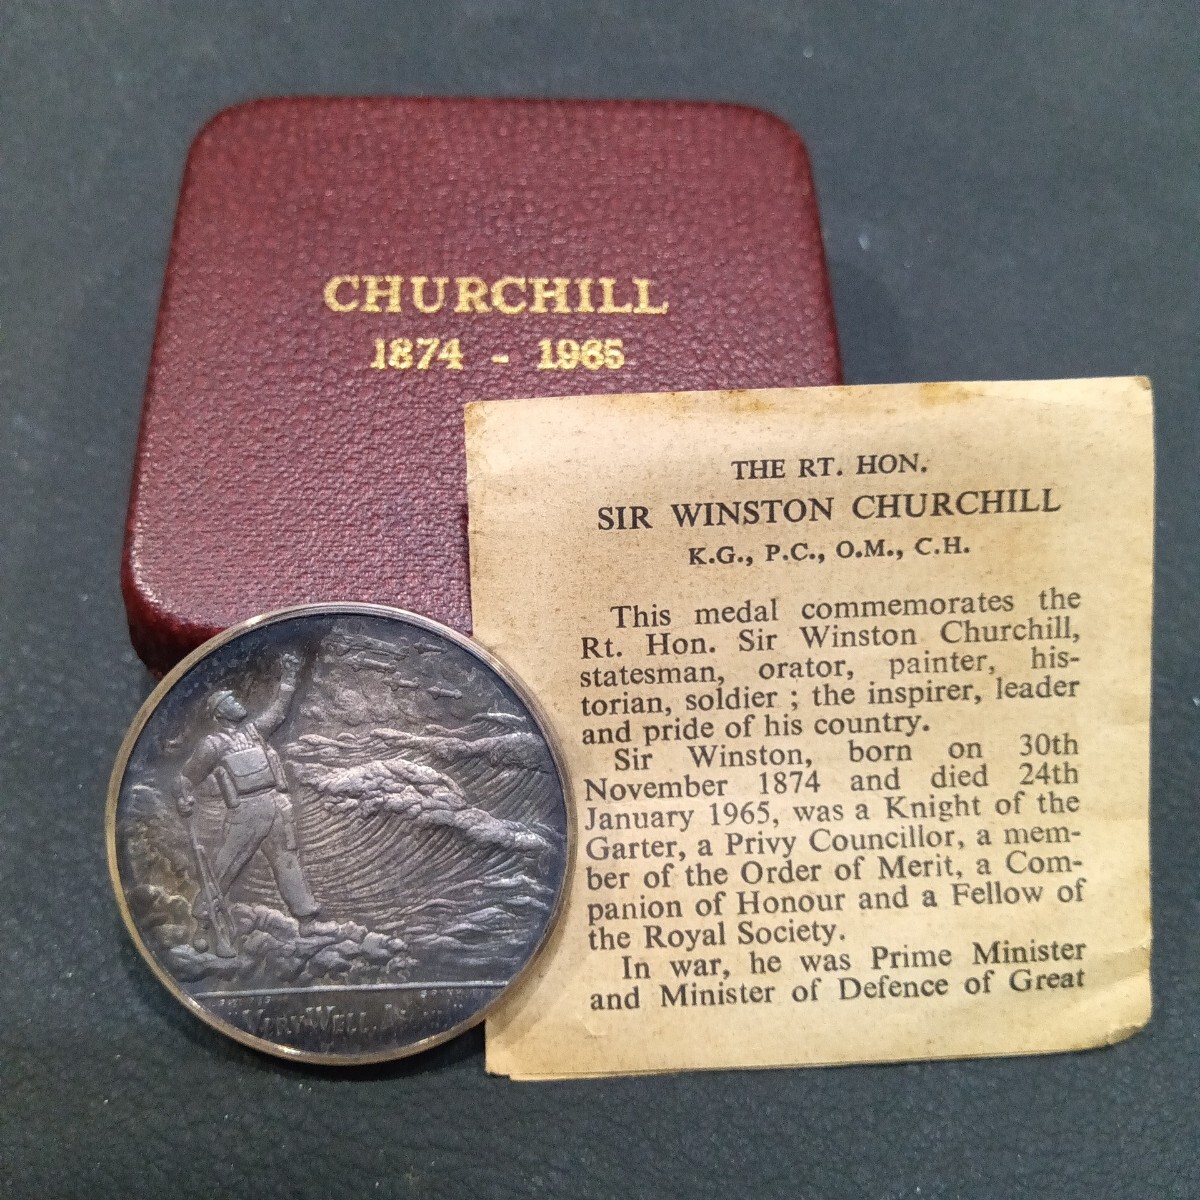 CHURCHILL
1874 - 1965
THE RT. HON.
SIR WINSTON CHURCHILL
K.G., P.C., O.M., C.H.
This medal commemorates the
Rt. Hon. Sir Winston Churchill,
statesman, orator, painter, his-
torian, soldier ; the inspirer, leader
and pride of his country.
Sir Winston, born on 30th
November 1874 and died 24th
January 1965, was a Knight of the
Garter, a Privy Councillor, a mem-
ber of the Order of Merit, a Com-
panion of Honour and a Fellow of
the Royal Society.
In war, he was Prime Minister
and Minister of Defence of Great
"VERY WELL,